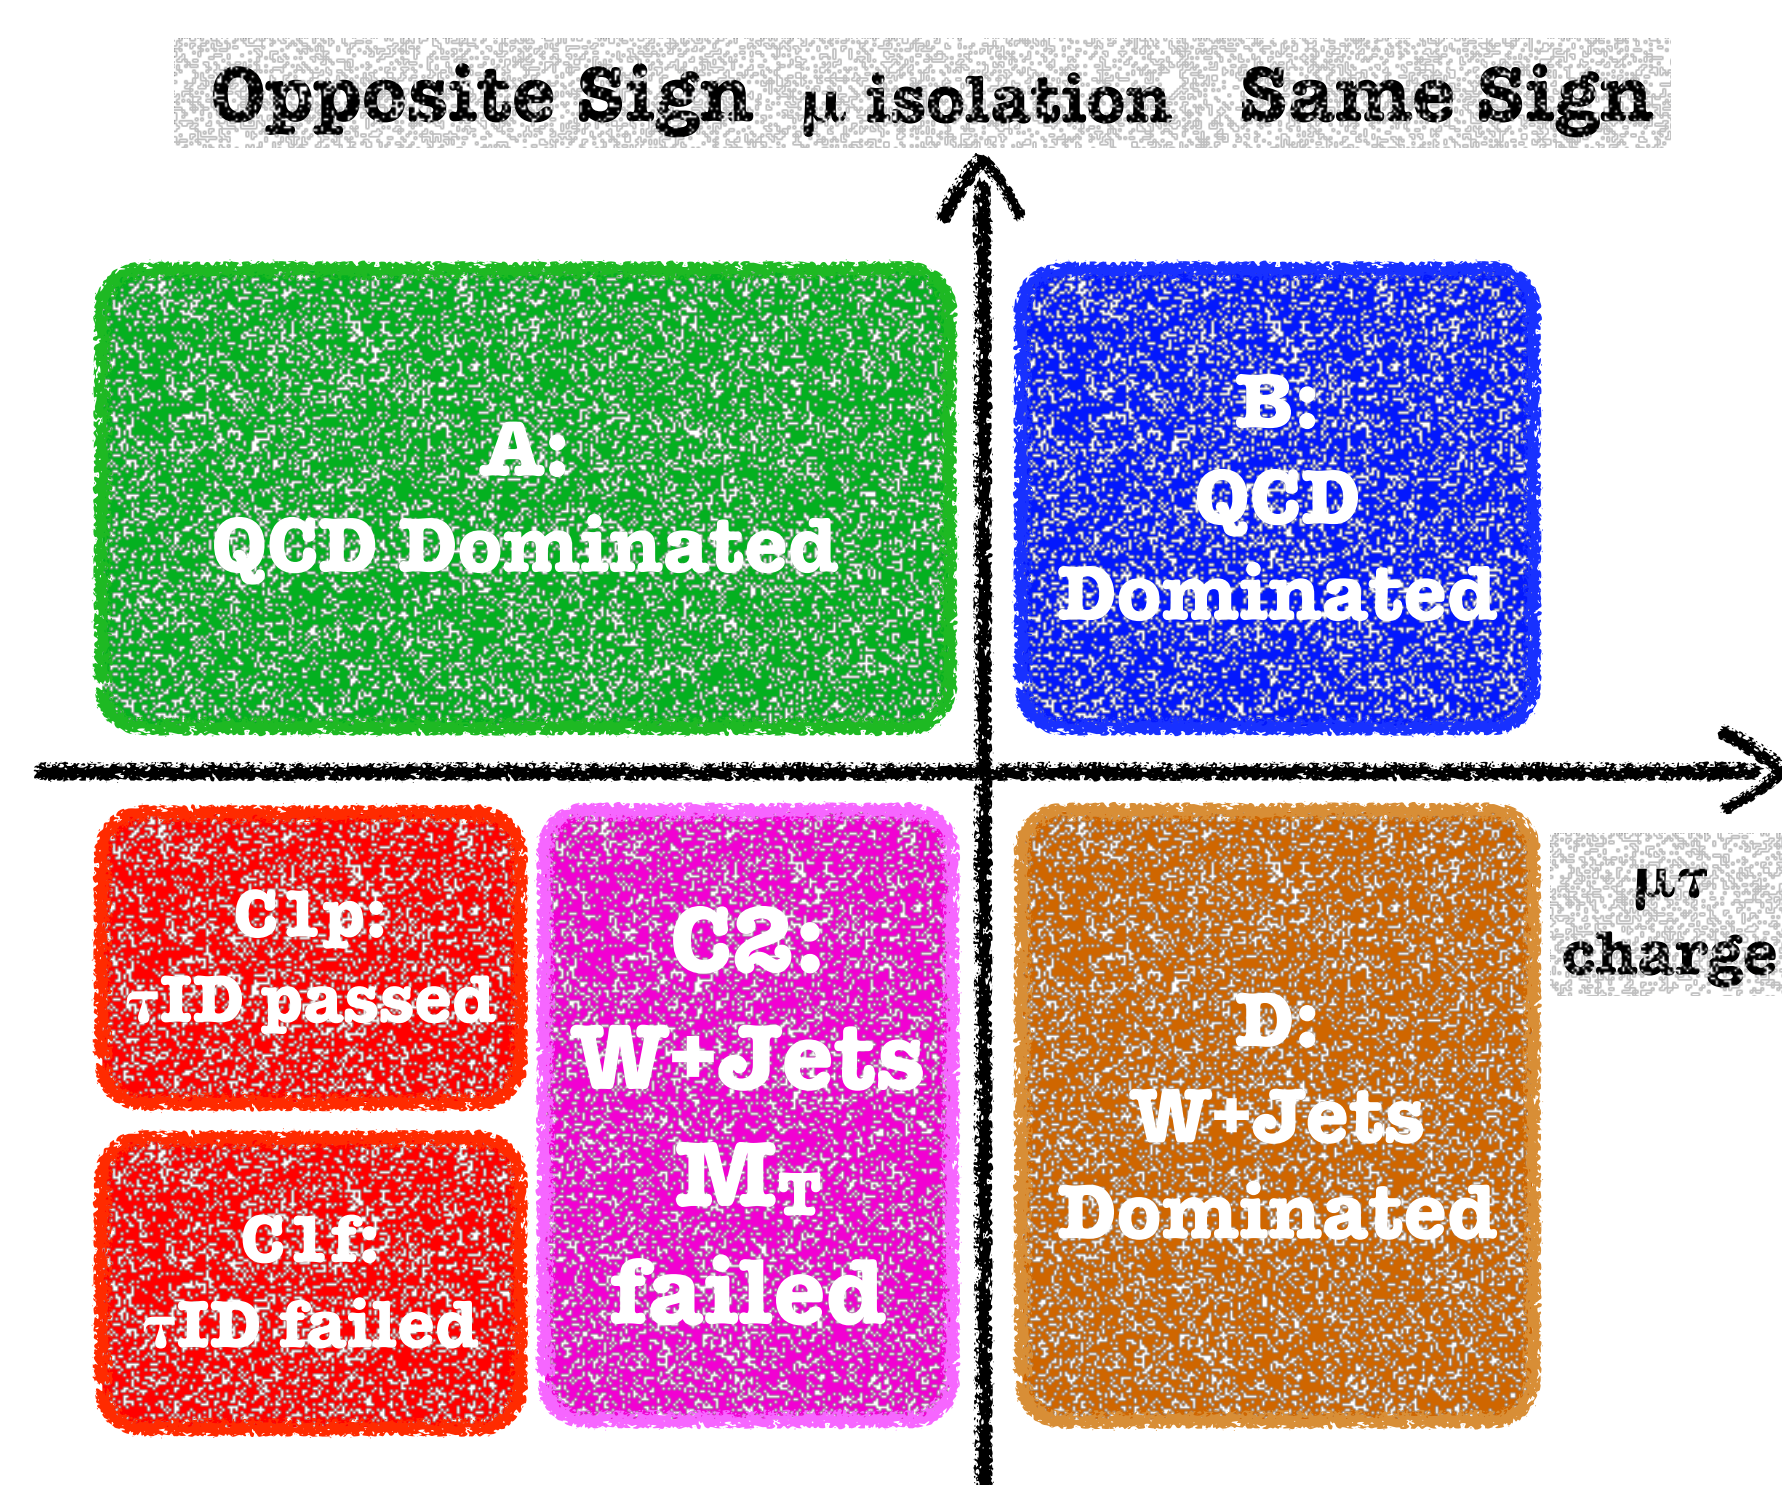 Opposite Sign μ isolation Same Sign
A:
QCD Dominated
B:
QCD
Dominated
C1p:
τID passed
C1f:
τID failed
C2:
W+Jets
MT
failed
D:
W+Jets
Dominated
μτ
charge